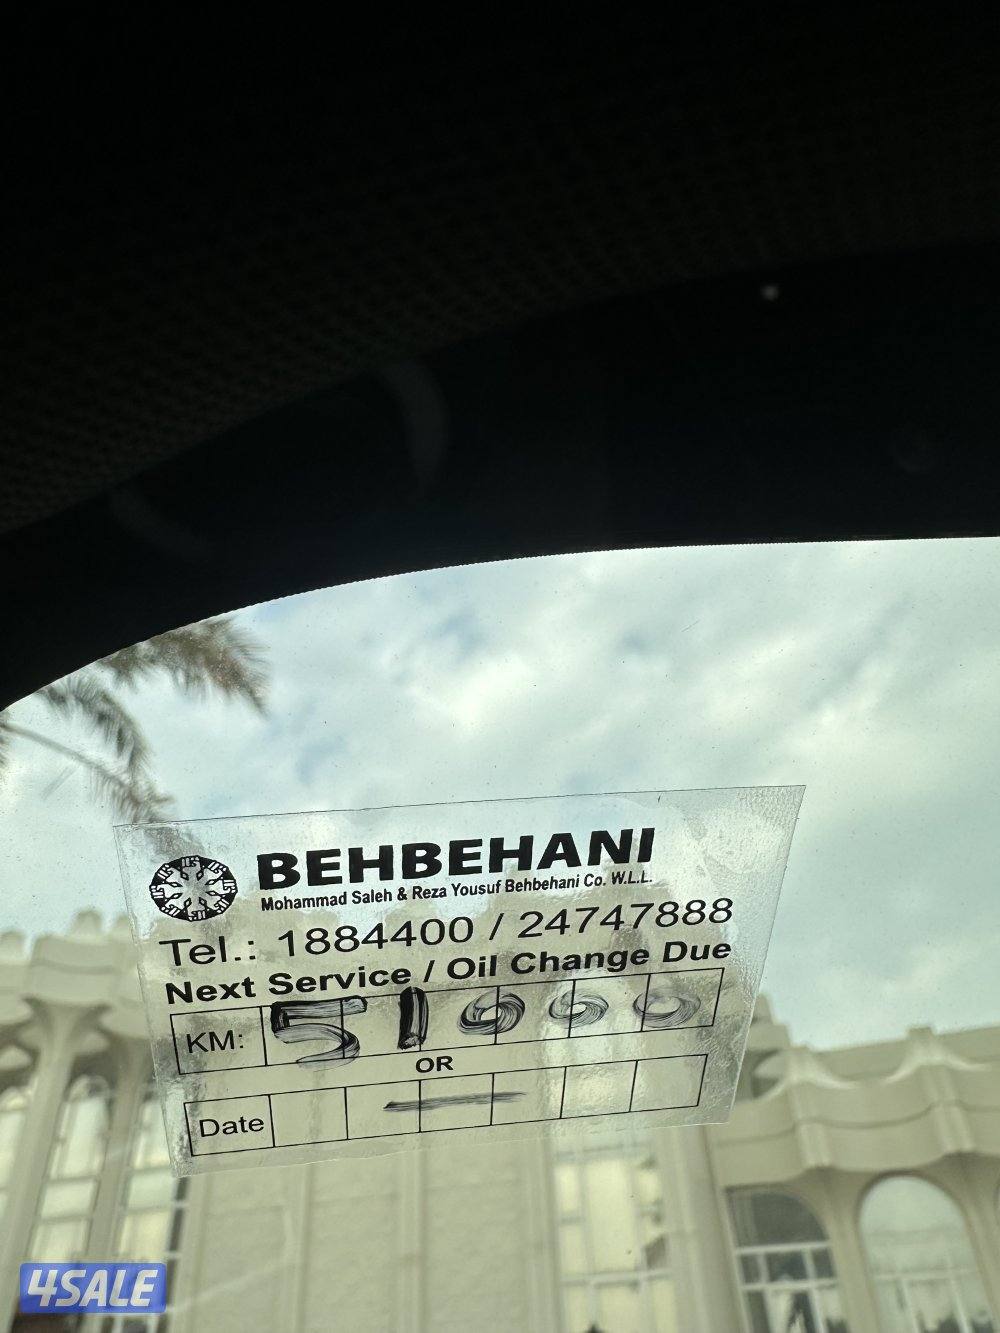 BEHBEHANI
Mohammad Saleh & Reza Yousuf Behbehani Co. W.L.L.
Tel.: 1884400 / 24747888
Next Service / Oil Change Due
KM: 51000
OR
Date —
4SALE